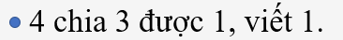 • 4 chia 3 được 1, viết 1.